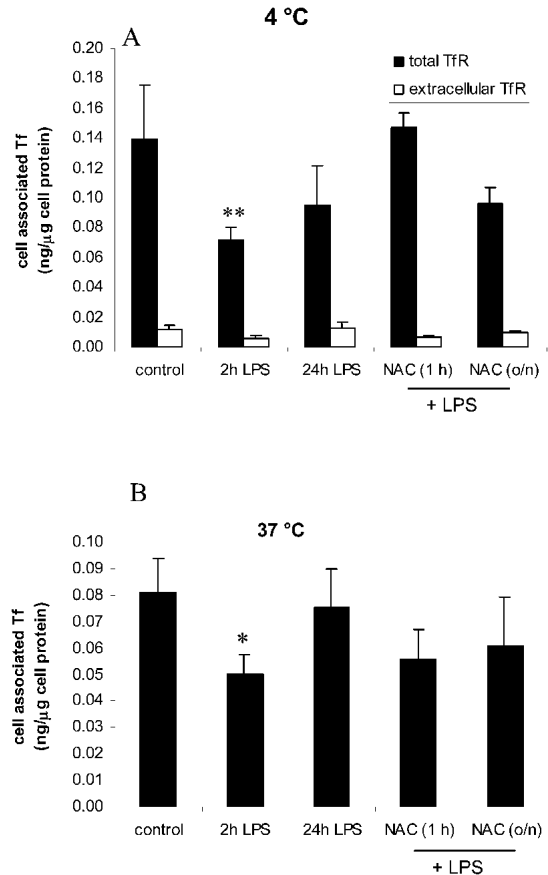 4 °C
A
total TfR
extracellular TfR
cell associated Tf
(ng/µg cell protein)
0.20
0.18
0.16
0.14
0.12
0.10
0.08
0.06
0.04
0.02
0.00
**
control 2h LPS 24h LPS NAC (1 h) NAC (o/n)
+ LPS
B
37 °C
cell associated Tf
(ng/µg cell protein)
0.10
0.09
0.08
0.07
0.06
0.05
0.04
0.03
0.02
0.01
0.00
*
control 2h LPS 24h LPS NAC (1 h) NAC (o/n)
+ LPS